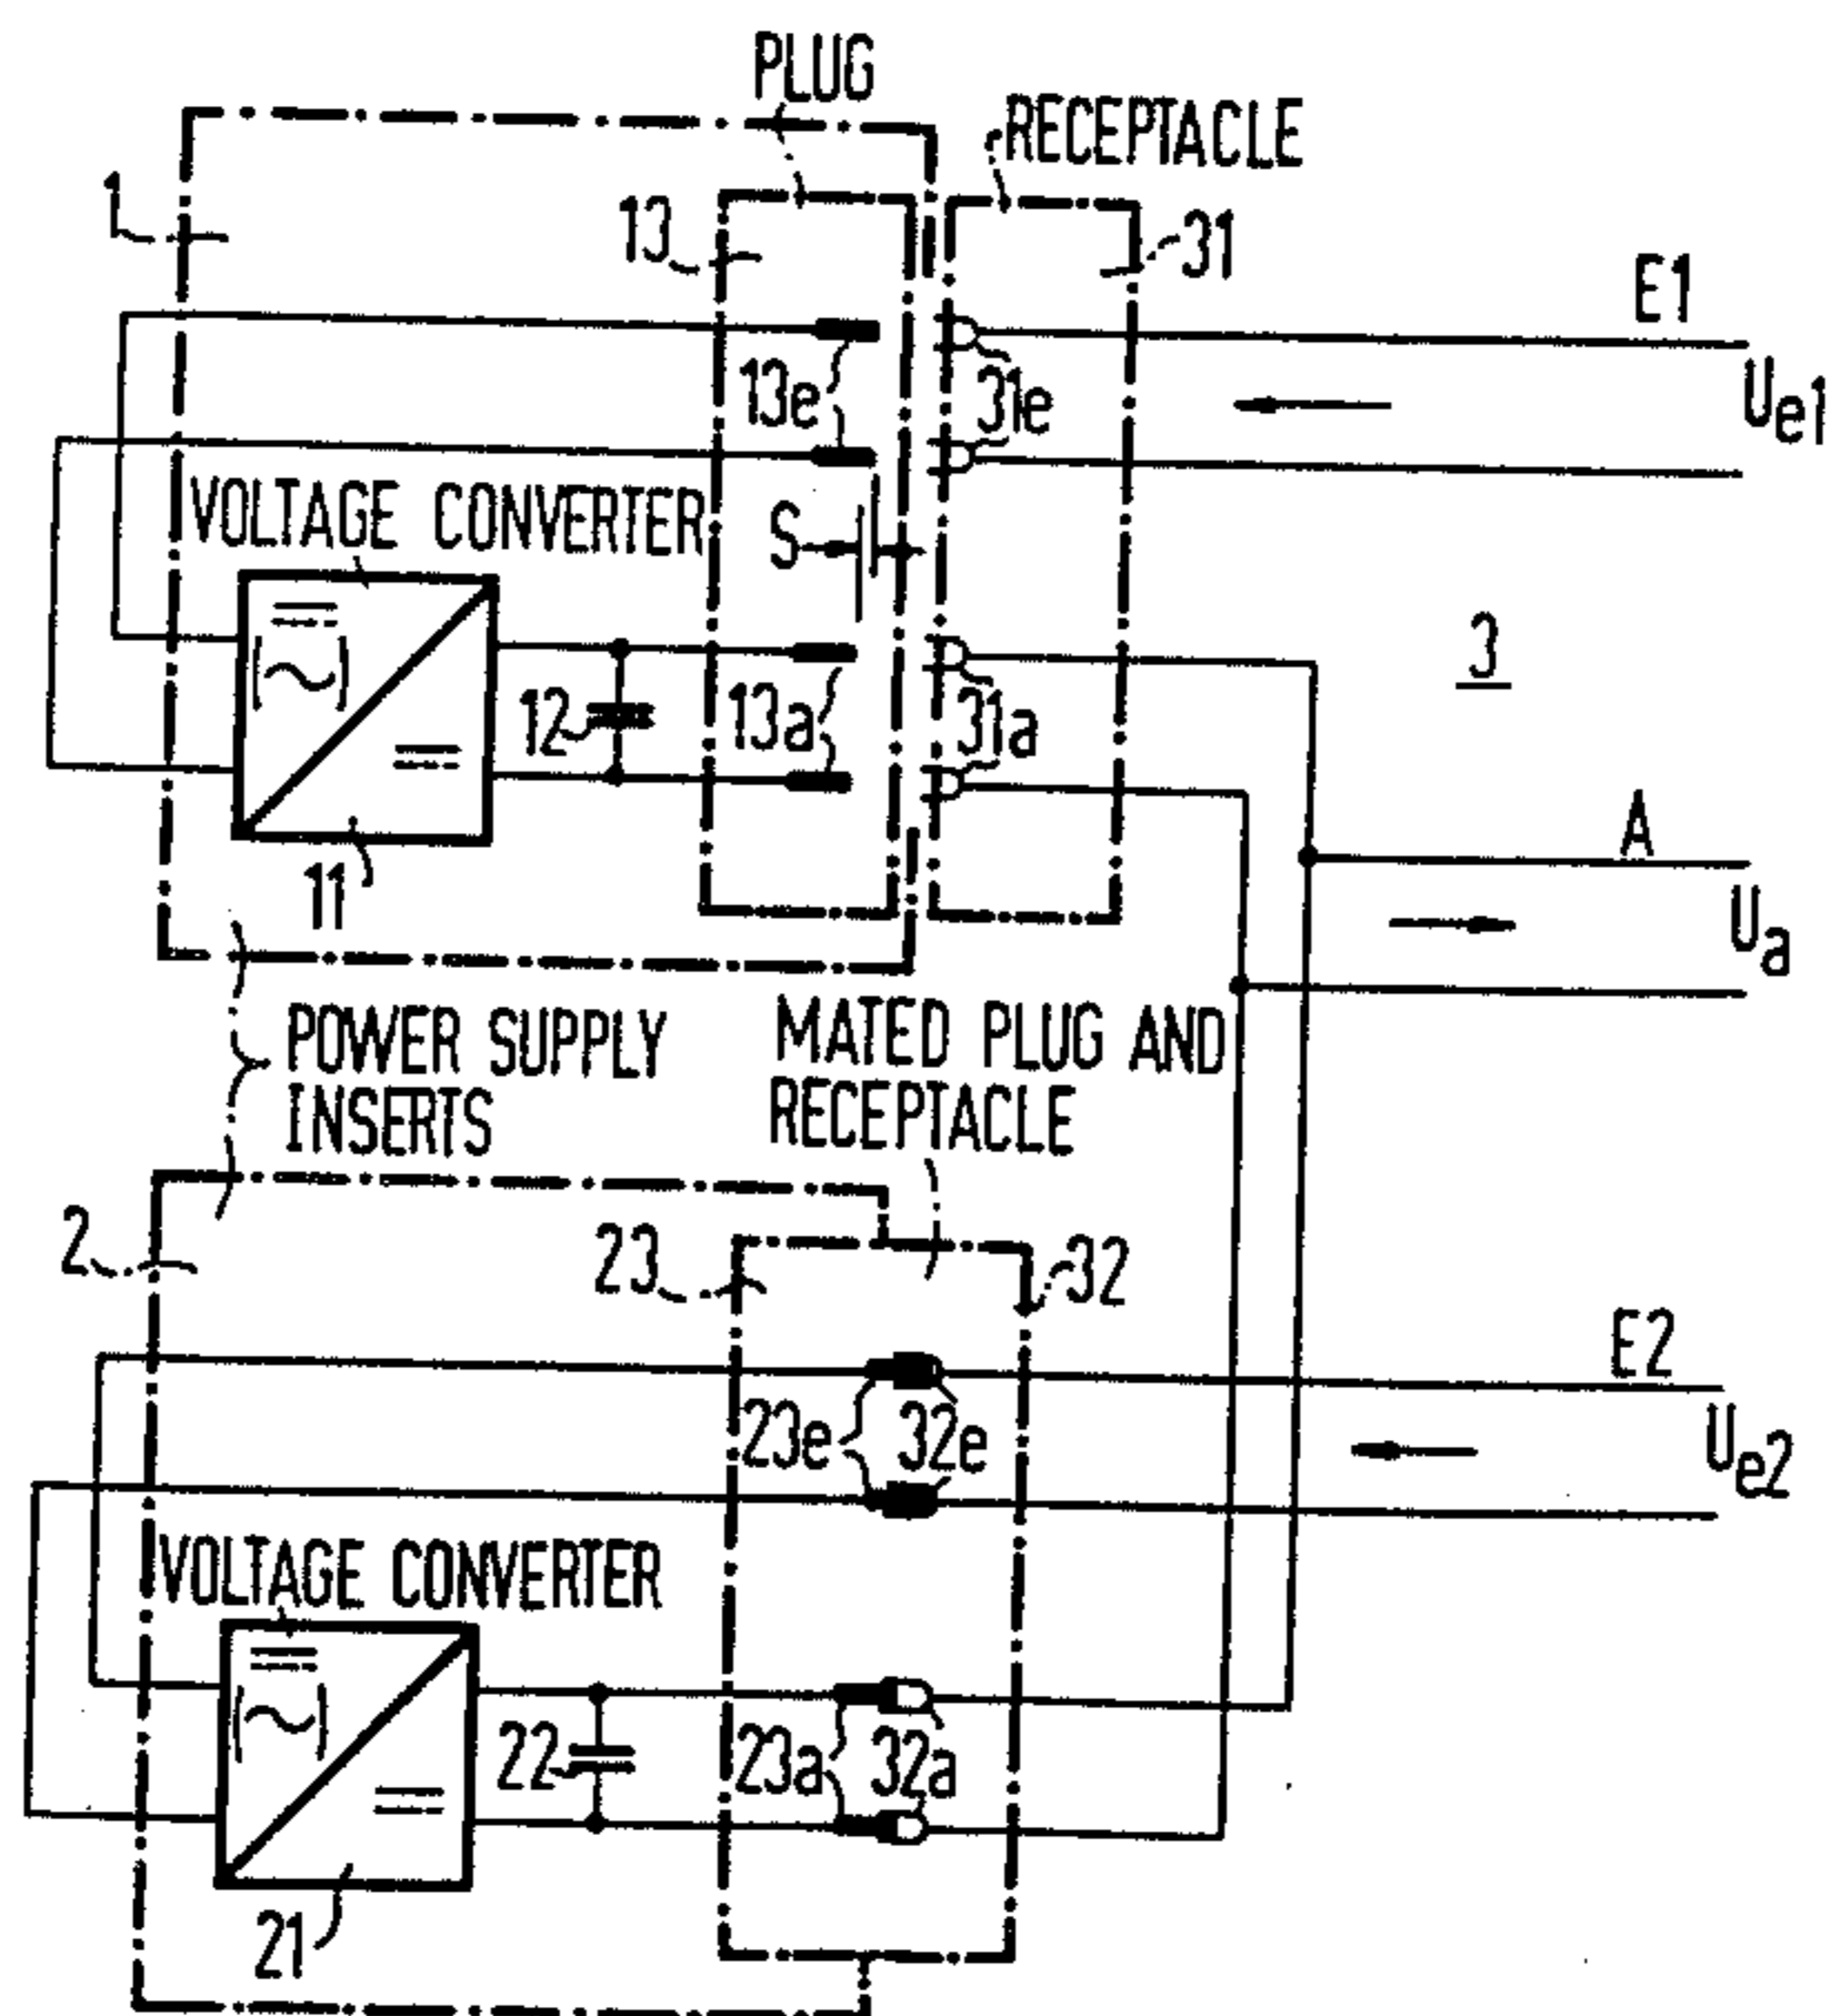 PLUG
RECEPTACLE
1
13
31
E1
13e
31e
Ue1
VOLTAGE CONVERTER
S
3
12
13a
31a
A
11
Ua
POWER SUPPLY
INSERTS
MATED PLUG AND
RECEPTACLE
2
23
32
E2
23e
32e
Ue2
VOLTAGE CONVERTER
22
23a
32a
21